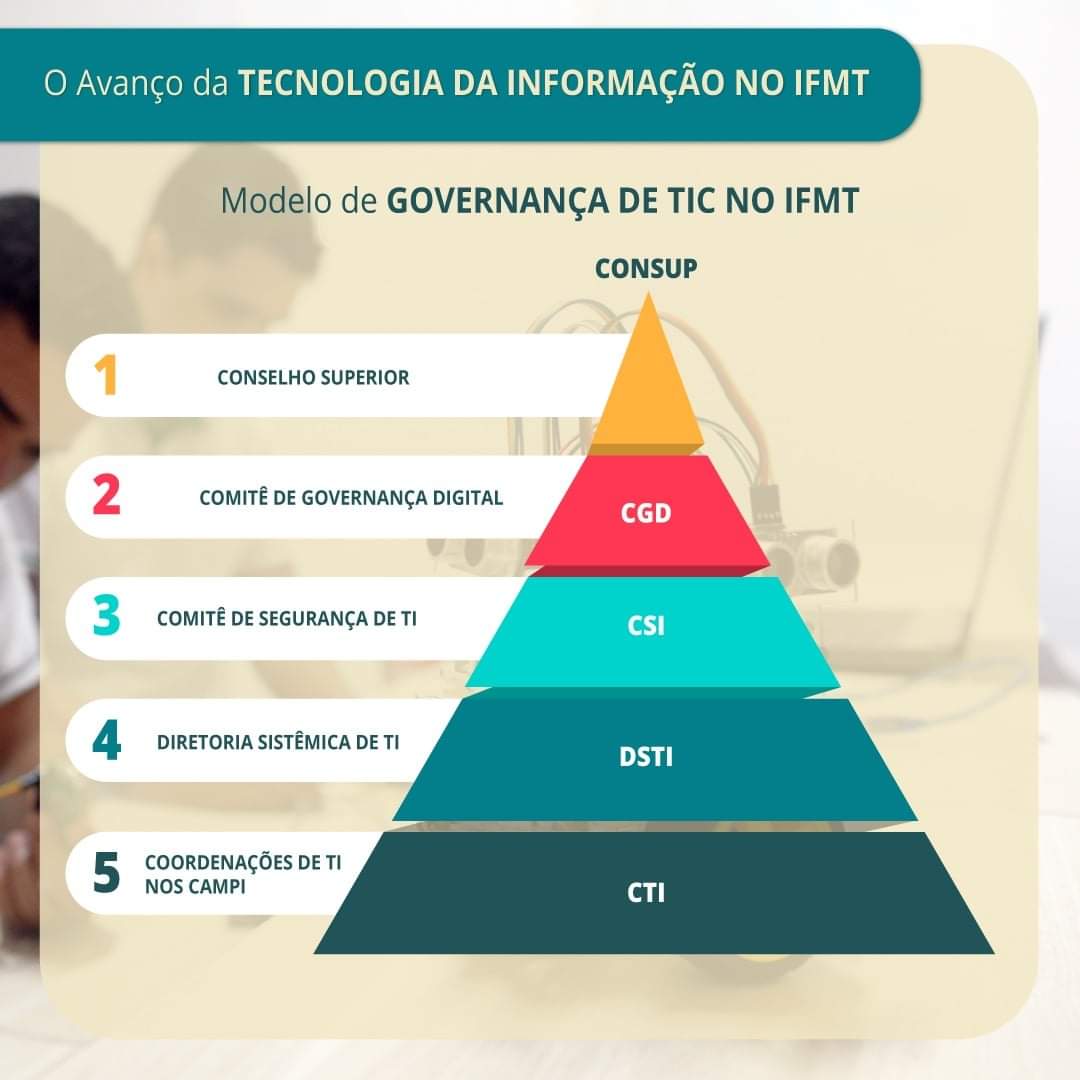 O Avanço da TECNOLOGIA DA INFORMAÇÃO NO IFMT
Modelo de GOVERNANÇA DE TIC NO IFMT
CONSUP
1 CONSELHO SUPERIOR
2 COMITÊ DE GOVERNANÇA DIGITAL
CGD
3 COMITÊ DE SEGURANÇA DE TI
CSI
4 DIRETORIA SISTÊMICA DE TI
DSTI
5 COORDENAÇÕES DE TI
NOS CAMPI
CTI